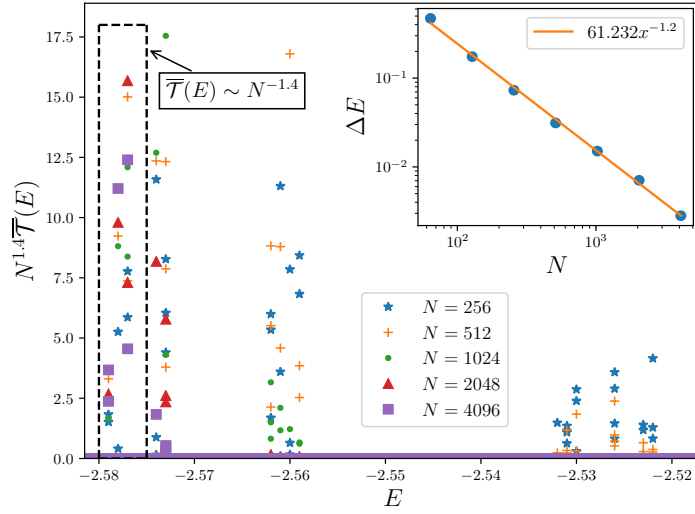 17.5
15.0
12.5
10.0
7.5
5.0
2.5
0.0
N^{1.4}\overline{\mathcal{T}}(E)
\overline{\mathcal{T}}(E) ∼ N^{-1.4}
61.232x^{-1.2}
10^{-1}
10^{-2}
ΔE
10^2
10^3
N
N = 256
N = 512
N = 1024
N = 2048
N = 4096
−2.58
−2.57
−2.56
−2.55
−2.54
−2.53
−2.52
E